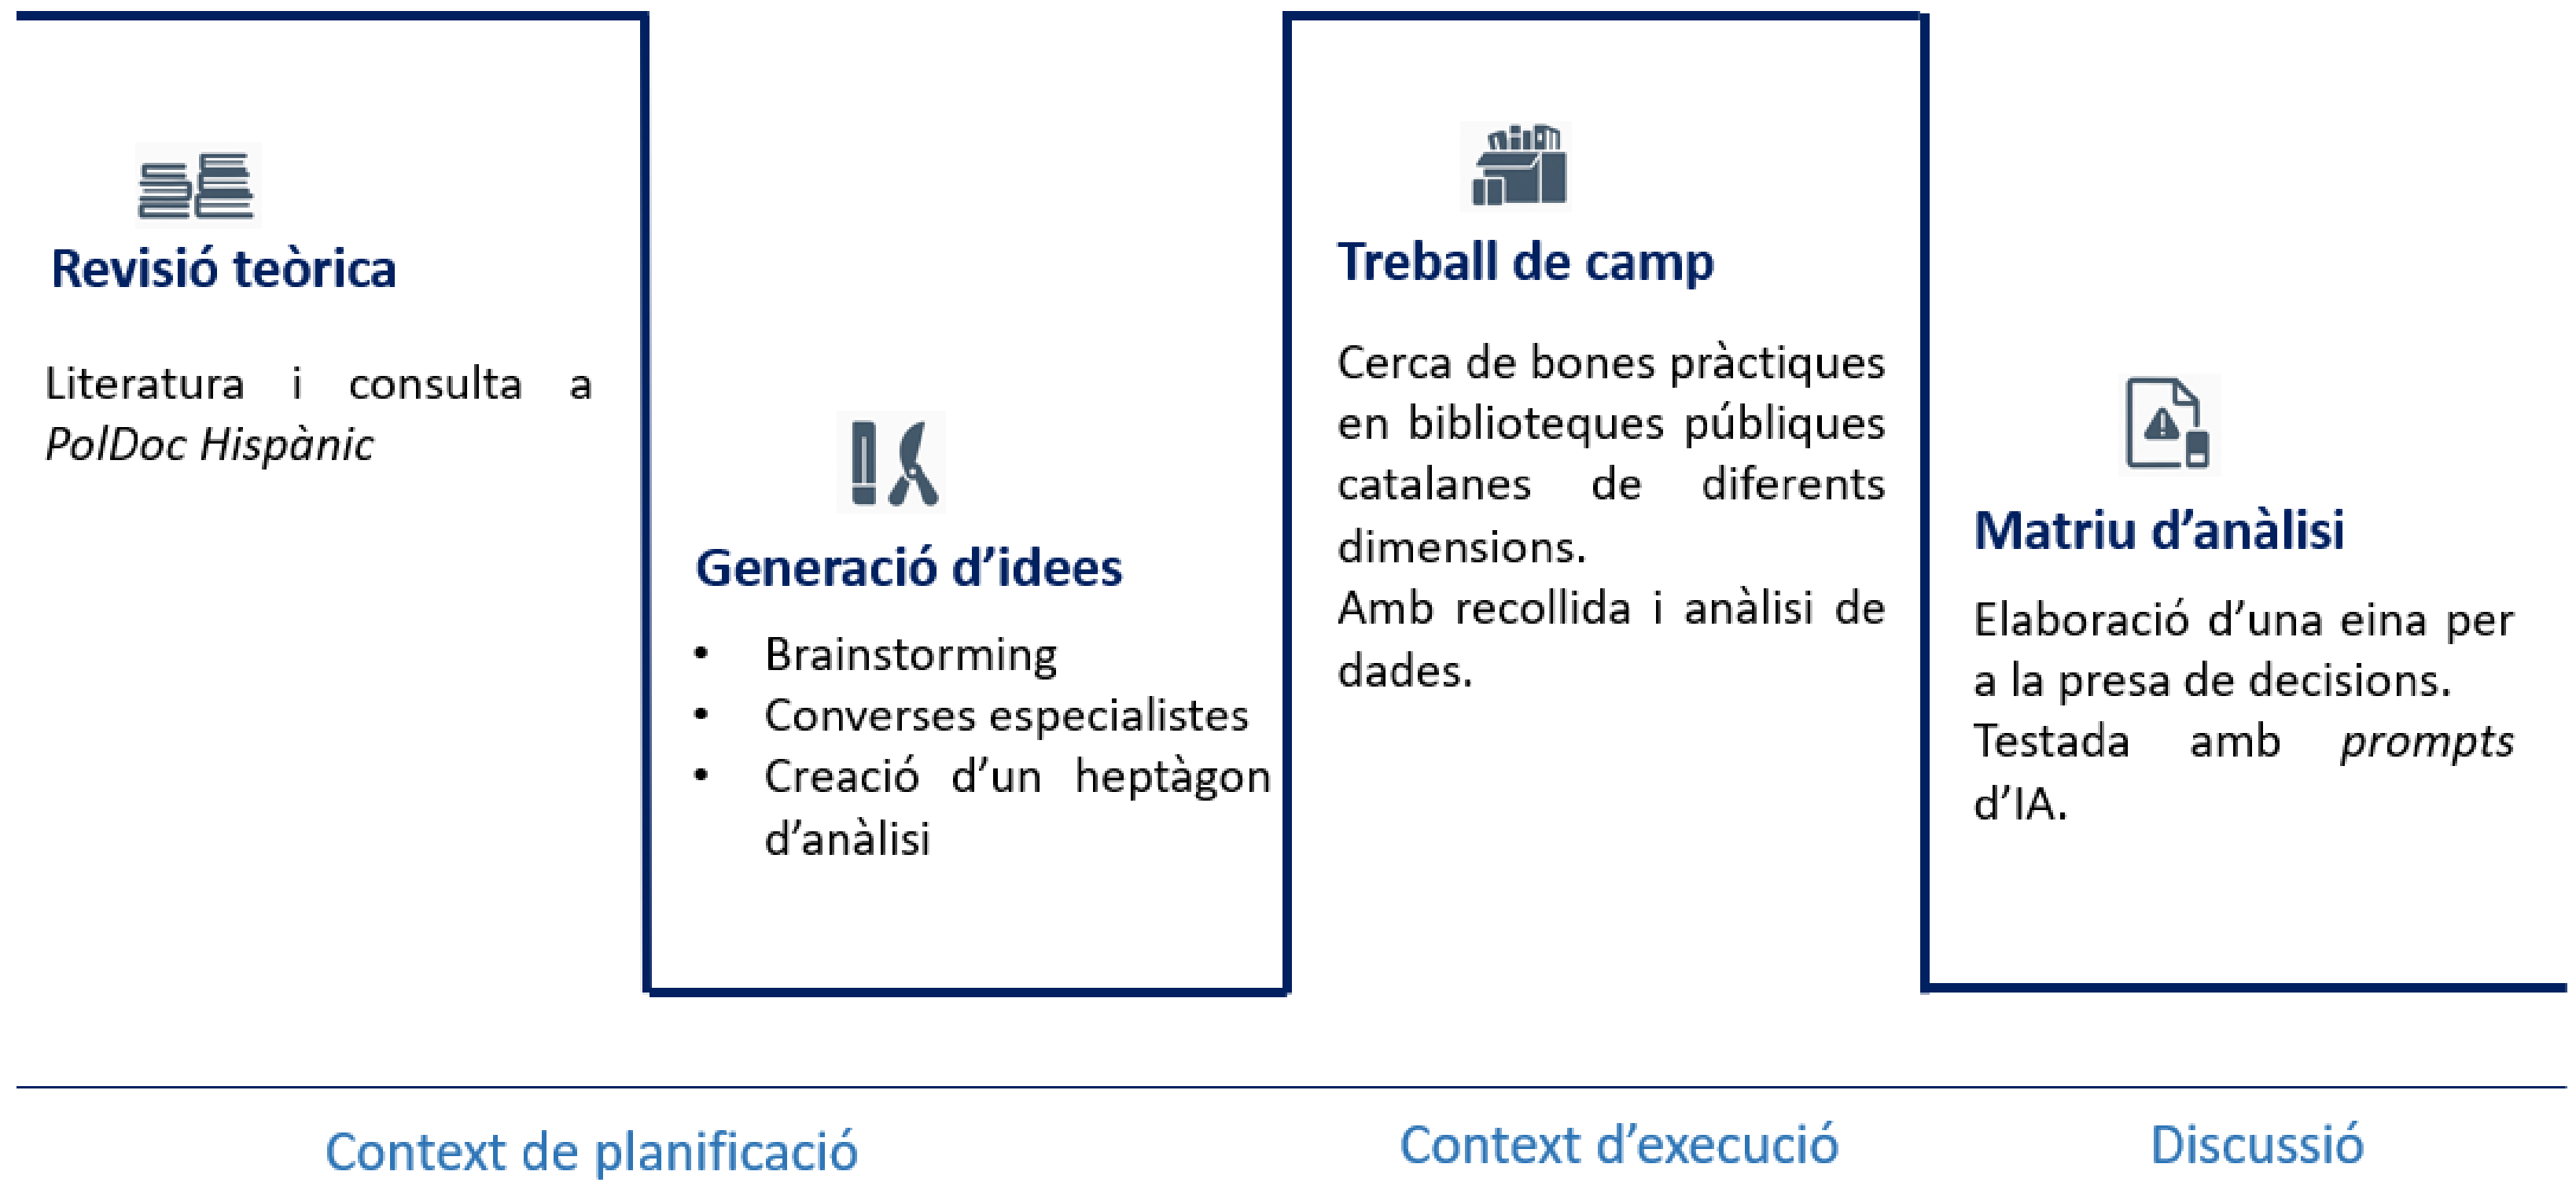 Revisió teòrica
Literatura i consulta a
PolDoc Hispànic
Generació d’idees
• Brainstorming
• Converses especialistes
• Creació d’un heptàgon
d’anàlisi
Treball de camp
Cerca de bones pràctiques
en biblioteques públiques
catalanes de diferents
dimensions.
Amb recollida i anàlisi de
dades.
Matriu d’anàlisi
Elaboració d’una eina per
a la presa de decisions.
Testada amb prompts
d’IA.
Context de planificació
Context d’execució
Discussió